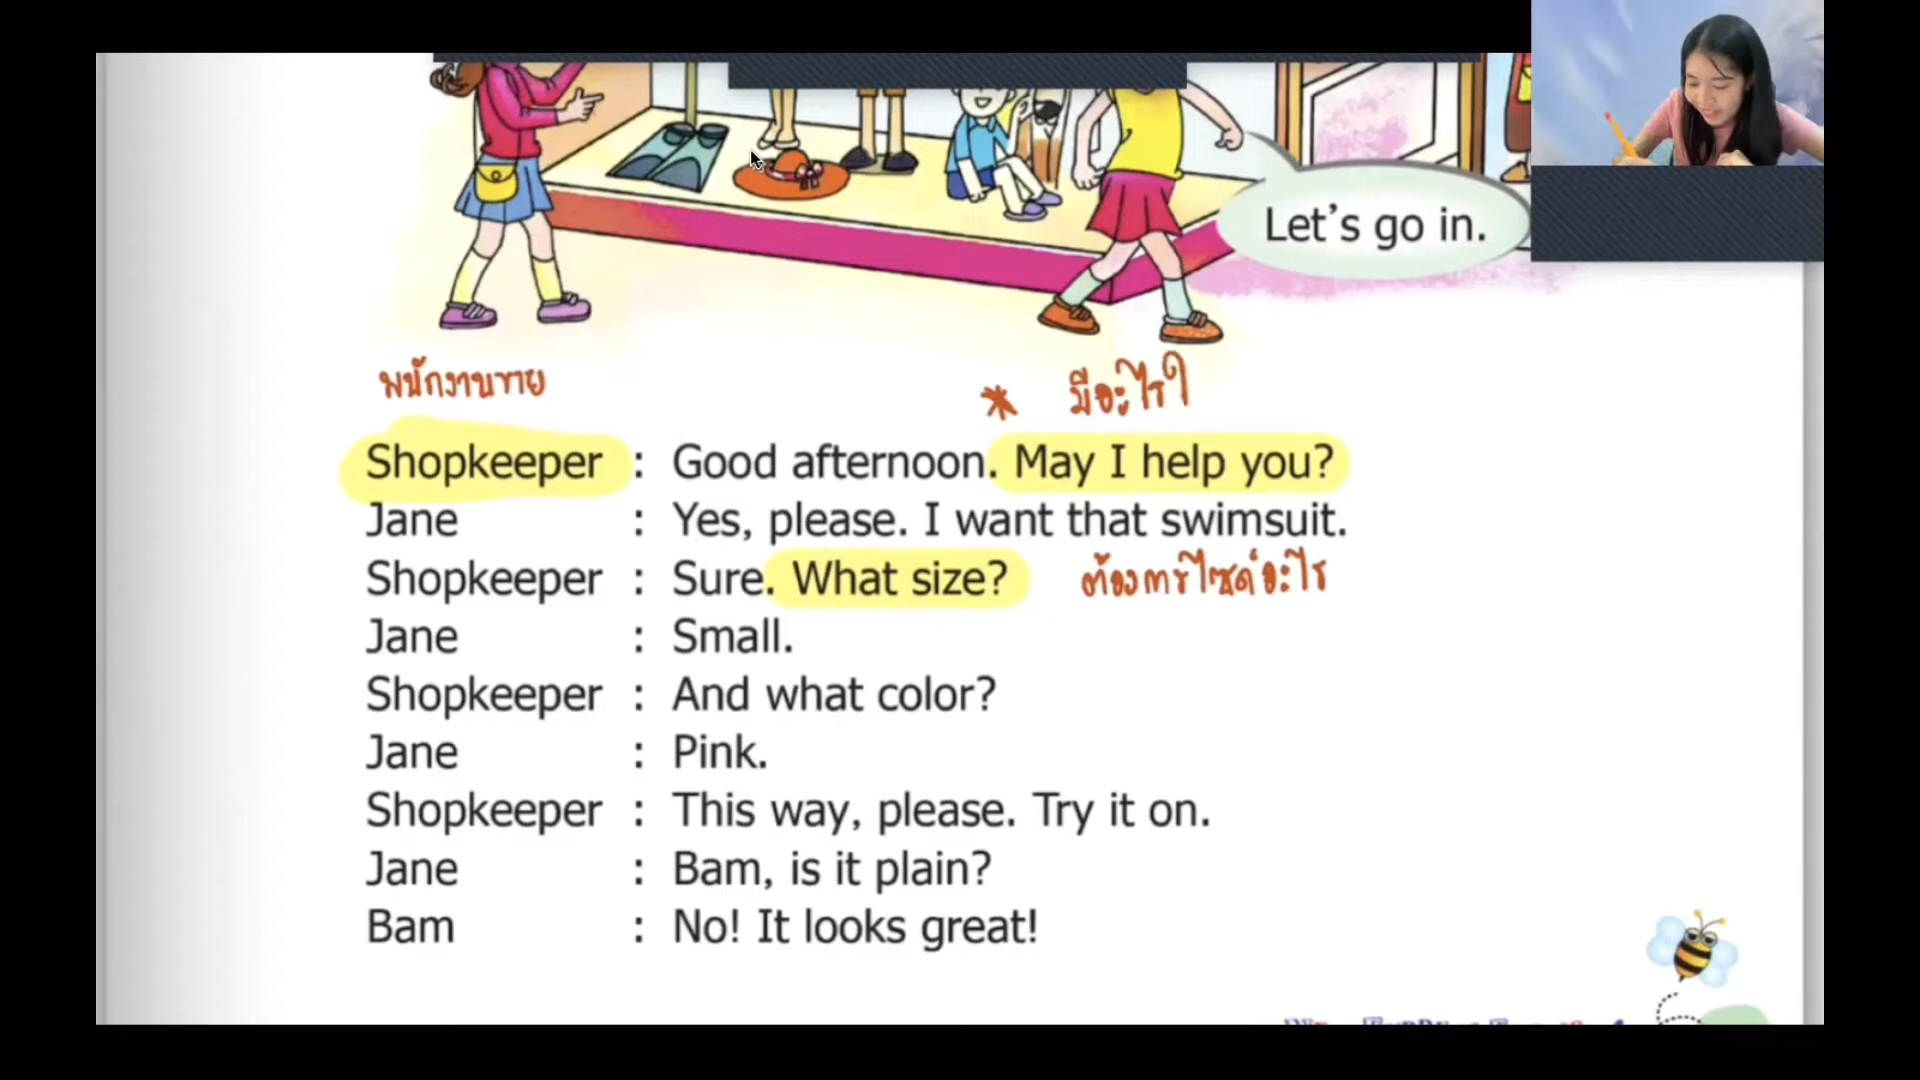 Let's go in.
พนักงานขาย
* มีอะไรใ
Shopkeeper : Good afternoon. May I help you?
Jane : Yes, please. I want that swimsuit.
Shopkeeper : Sure. What size? ต้องการไซด์อะไร
Jane : Small.
Shopkeeper : And what color?
Jane : Pink.
Shopkeeper : This way, please. Try it on.
Jane : Bam, is it plain?
Bam : No! It looks great!